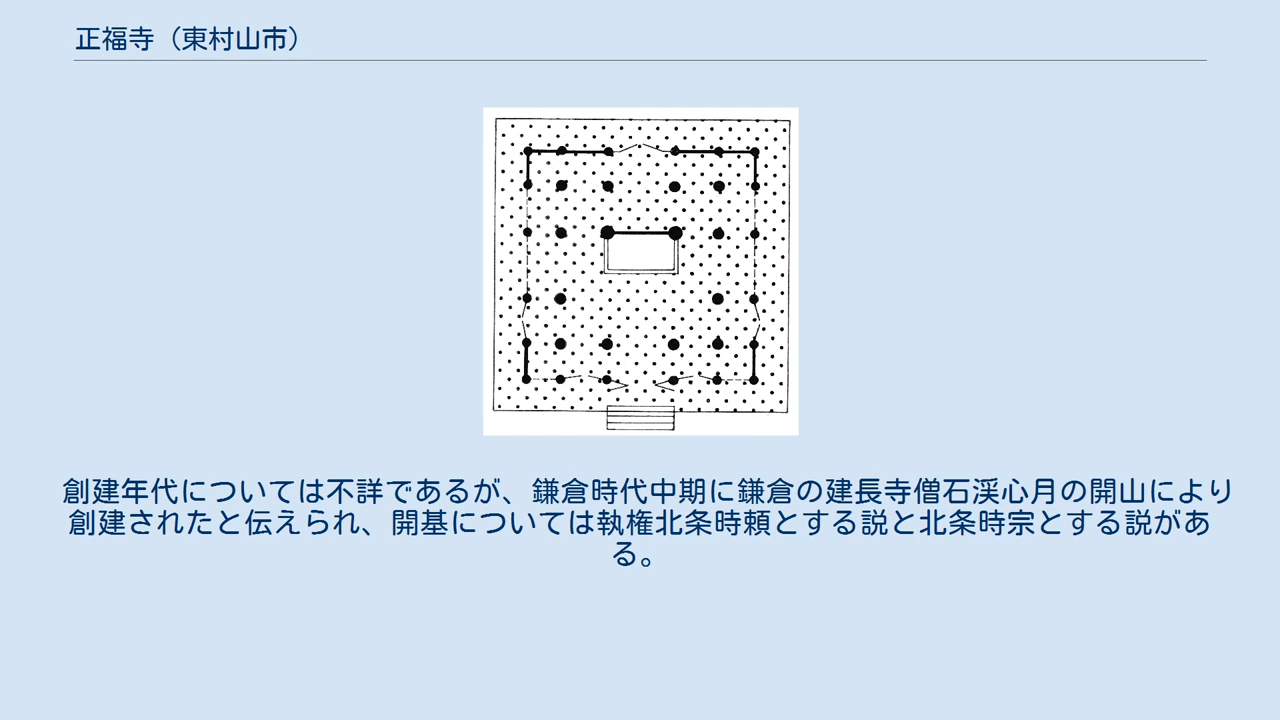 正福寺（東村山市）
創建年代については不詳であるが、鎌倉時代中期に鎌倉の建長寺僧石渓心月の開山により
創建されたと伝えられ、開基については執権北条時頼とする説と北条時宗とする説があ
る。